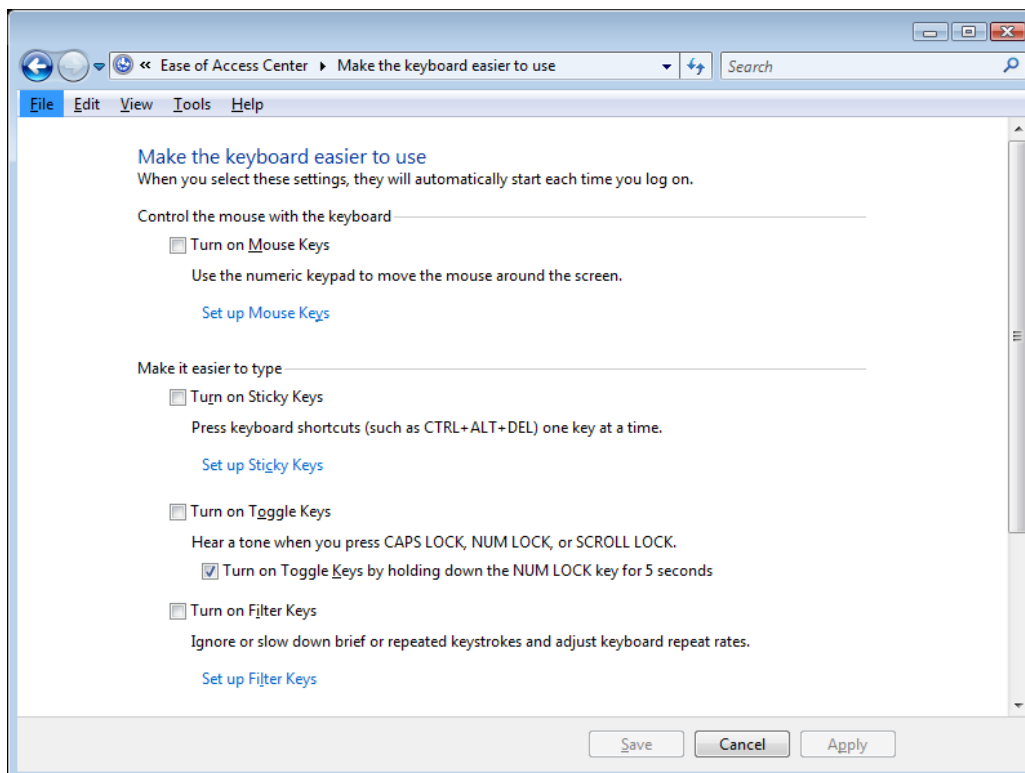 « Ease of Access Center ▸ Make the keyboard easier to use Search
File Edit View Tools Help
Make the keyboard easier to use
When you select these settings, they will automatically start each time you log on.
Control the mouse with the keyboard
Turn on Mouse Keys
Use the numeric keypad to move the mouse around the screen.
Set up Mouse Keys
Make it easier to type
Turn on Sticky Keys
Press keyboard shortcuts (such as CTRL+ALT+DEL) one key at a time.
Set up Sticky Keys
Turn on Toggle Keys
Hear a tone when you press CAPS LOCK, NUM LOCK, or SCROLL LOCK.
Turn on Toggle Keys by holding down the NUM LOCK key for 5 seconds
Turn on Filter Keys
Ignore or slow down brief or repeated keystrokes and adjust keyboard repeat rates.
Set up Filter Keys
Save Cancel Apply